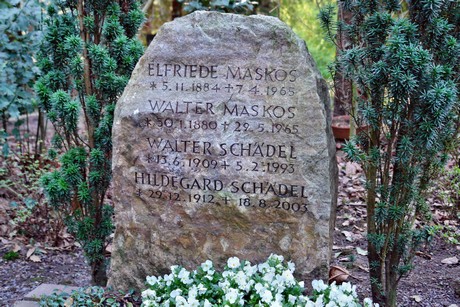 ELFRIEDE MASKOS
* 5.11.1884 + 7.4.1965
WALTER MASKOS
* 30.1.1880 + 29.5.1965
WALTER SCHÄDEL
* 13.6.1909 + 5.2.1993
HILDEGARD SCHÄDEL
* 29.12.1912 + 18.8.2003